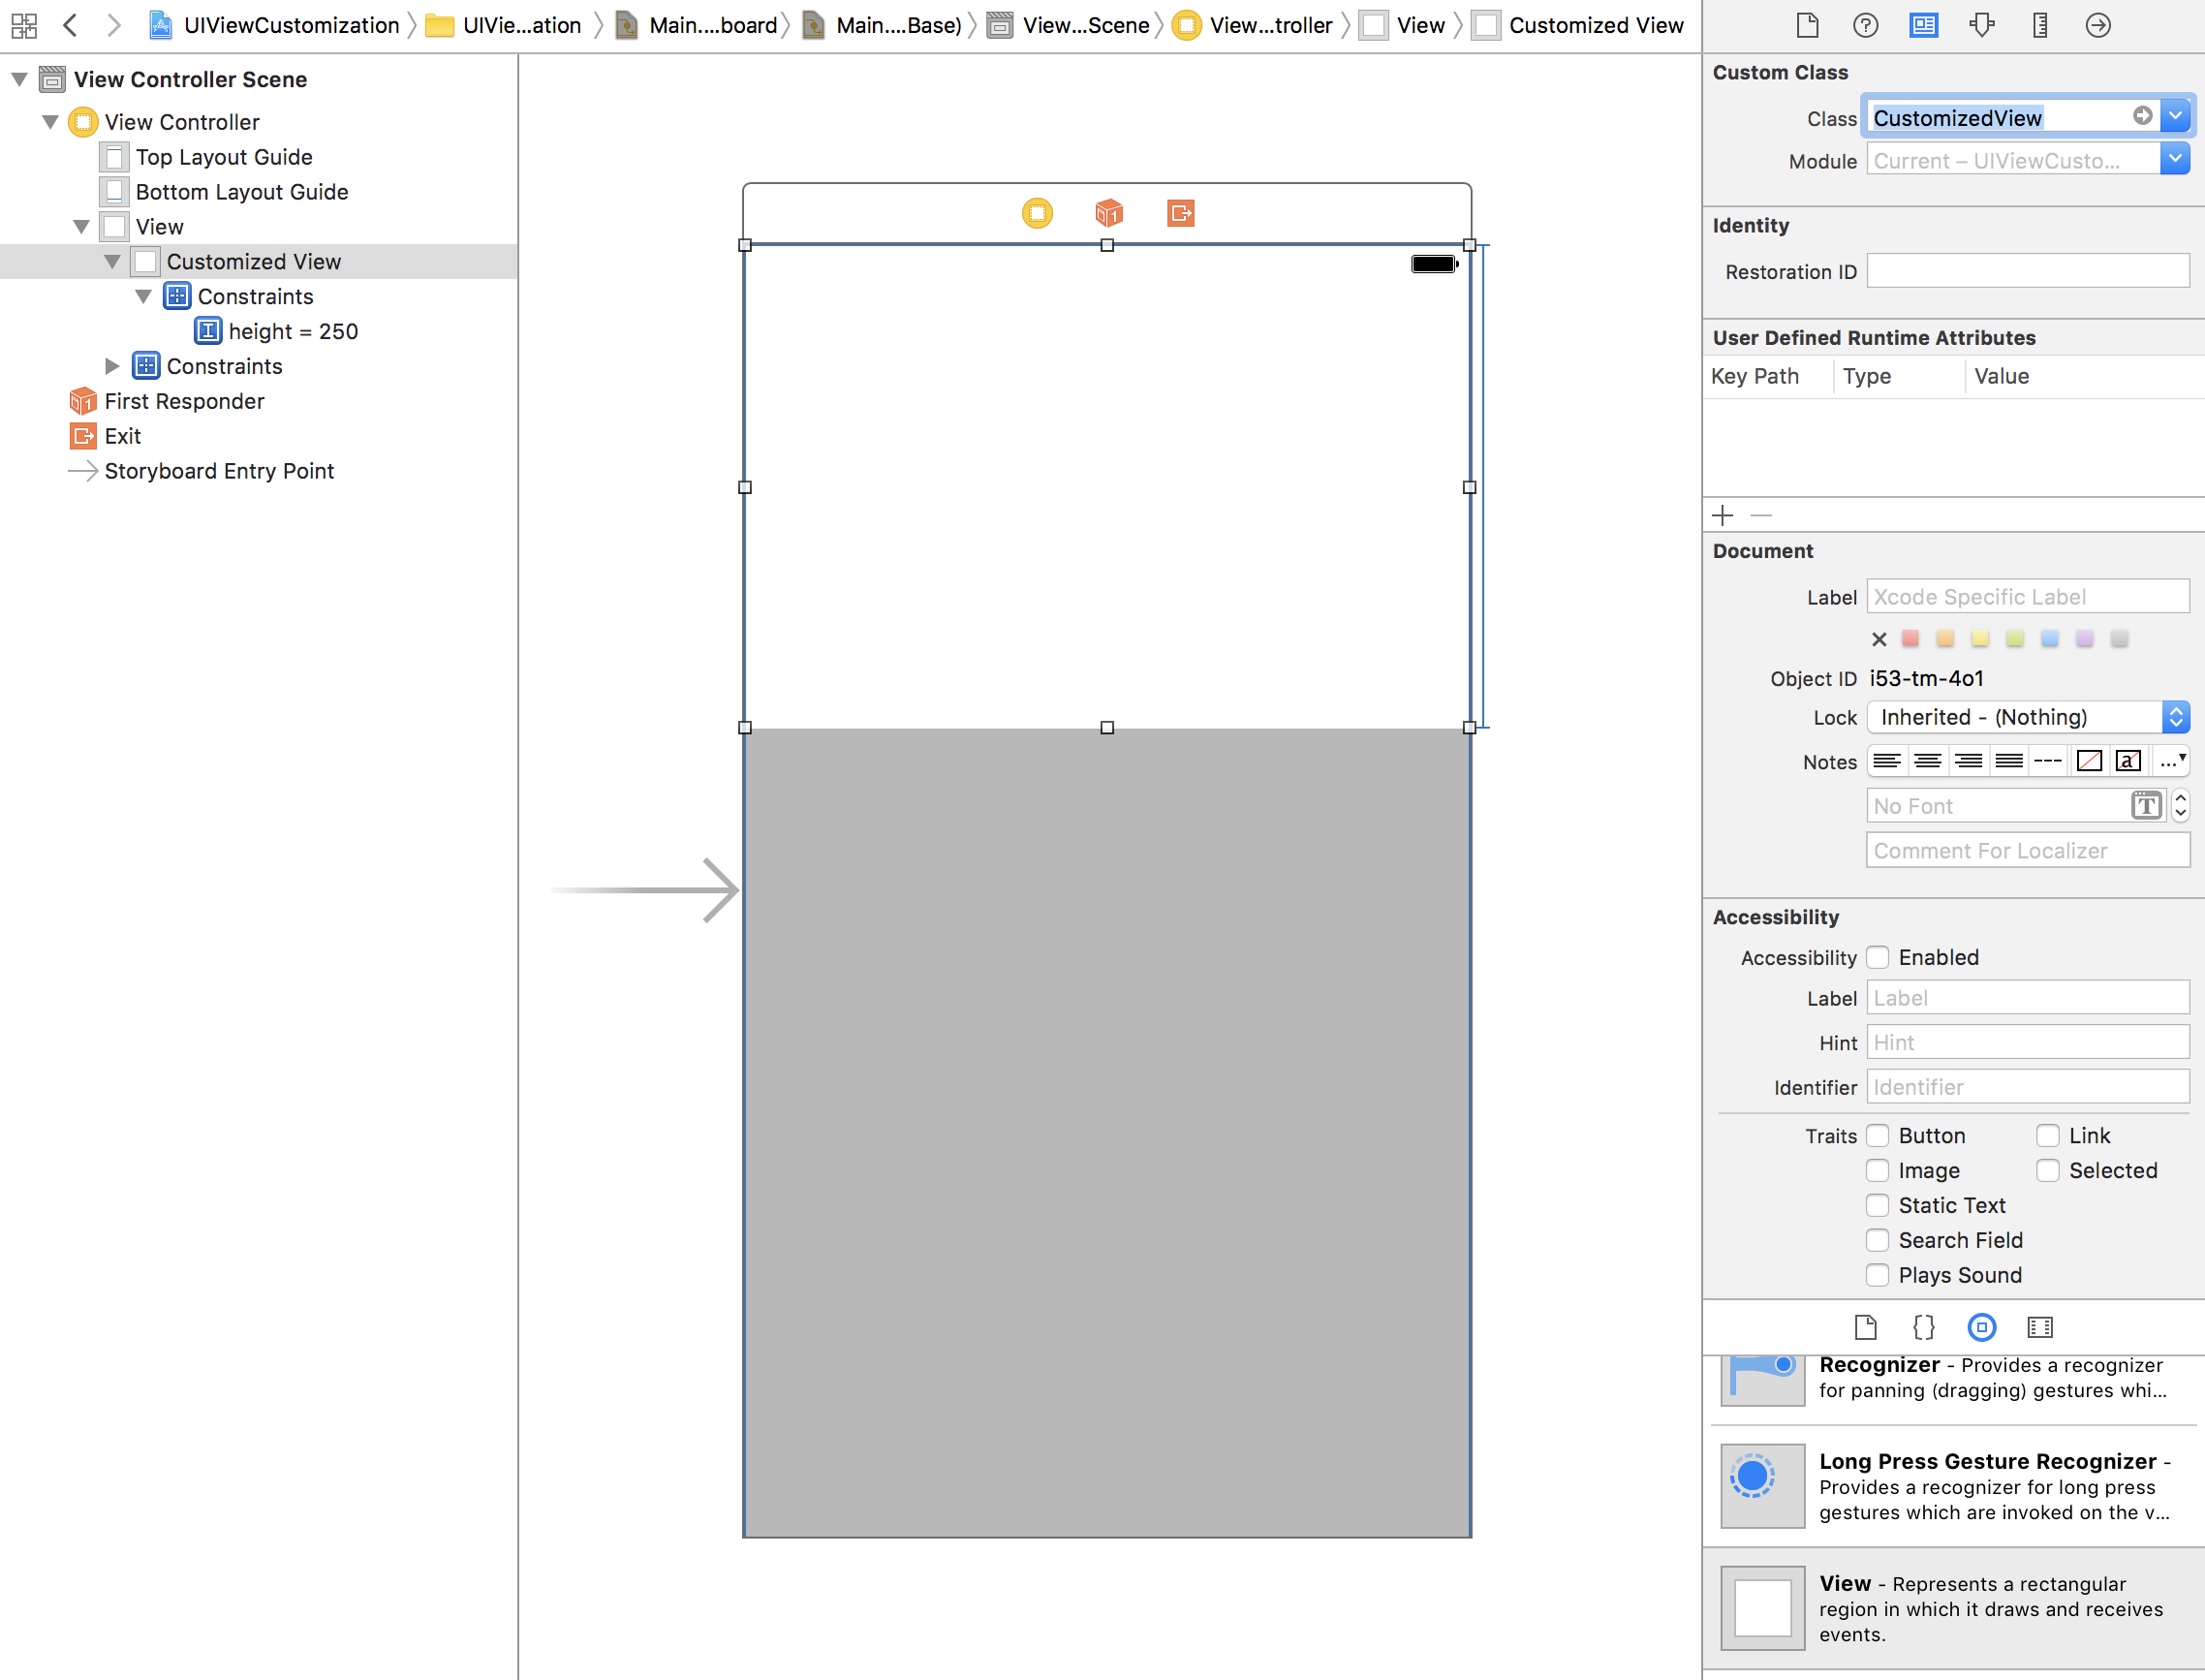 UIViewCustomization UIVie...ation Main....board Main....Base) View...Scene View...troller View Customized View
View Controller Scene
View Controller
Top Layout Guide
Bottom Layout Guide
View
Customized View
Constraints
height = 250
Constraints
First Responder
Exit
Storyboard Entry Point
1
Custom Class
Class CustomizedView
Module Current – UIViewCusto...
Identity
Restoration ID
User Defined Runtime Attributes
Key Path Type Value
Document
Label Xcode Specific Label
Object ID i53-tm-4o1
Lock Inherited - (Nothing)
Notes --- a ...
No Font T
Comment For Localizer
Accessibility
Accessibility Enabled
Label Label
Hint Hint
Identifier Identifier
Traits Button Link
Image Selected
Static Text
Search Field
Plays Sound
{}
Recognizer - Provides a recognizer
for panning (dragging) gestures whi...
Long Press Gesture Recognizer -
Provides a recognizer for long press
gestures which are invoked on the v...
View - Represents a rectangular
region in which it draws and receives
events.